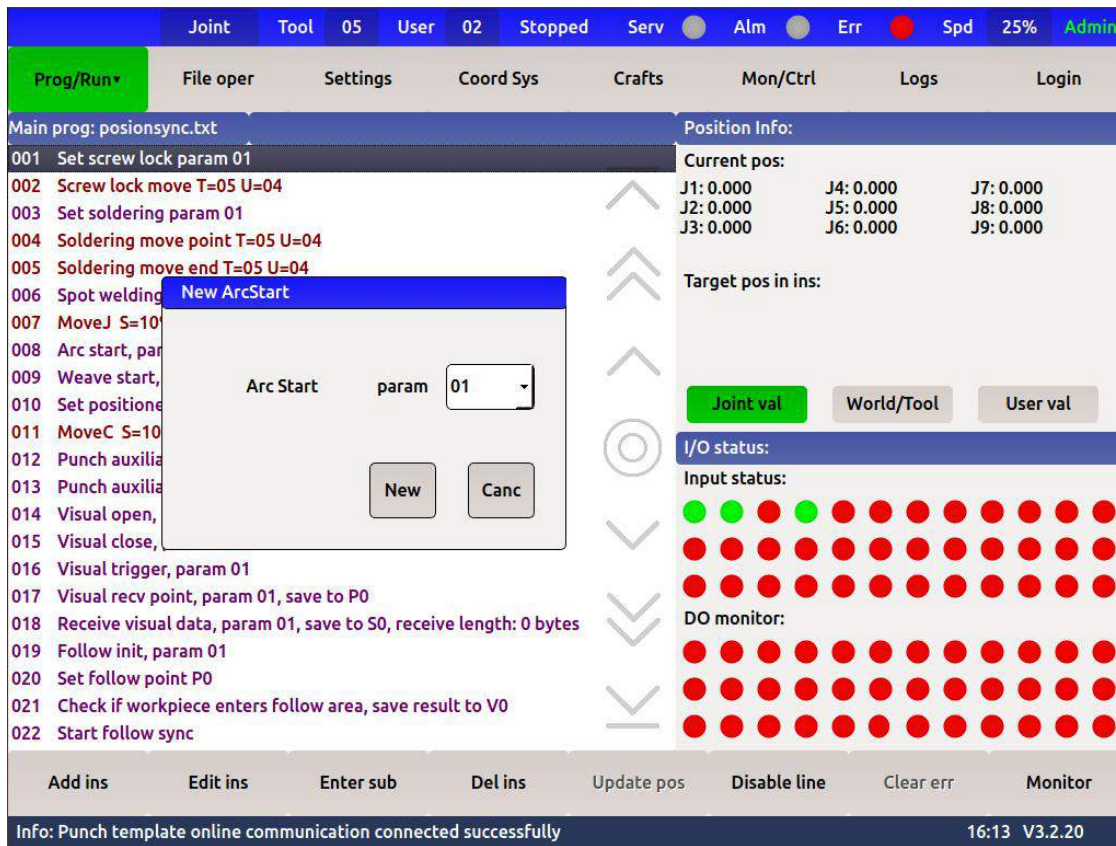 Joint Tool 05 User 02 Stopped Serv Alm Err Spd 25% Admin
Prog/Run File oper Settings Coord Sys Crafts Mon/Ctrl Logs Login
Main prog: posionsync.txt
001 Set screw lock param 01
002 Screw lock move T=05 U=04
003 Set soldering param 01
004 Soldering move point T=05 U=04
005 Soldering move end T=05 U=04
006 Spot welding
007 MoveJ S=10
008 Arc start, par
009 Weave start,
010 Set positione
011 MoveC S=10
012 Punch auxilia
013 Punch auxilia
014 Visual open,
015 Visual close,
016 Visual trigger, param 01
017 Visual recv point, param 01, save to P0
018 Receive visual data, param 01, save to S0, receive length: 0 bytes
019 Follow init, param 01
020 Set follow point P0
021 Check if workpiece enters follow area, save result to V0
022 Start follow sync
New ArcStart
Arc Start param 01
New Canc
Position Info:
Current pos:
J1: 0.000 J4: 0.000 J7: 0.000
J2: 0.000 J5: 0.000 J8: 0.000
J3: 0.000 J6: 0.000 J9: 0.000
Target pos in ins:
Joint val World/Tool User val
I/O status:
Input status:
DO monitor:
Add ins Edit ins Enter sub Del ins Update pos Disable line Clear err Monitor
Info: Punch template online communication connected successfully 16:13 V3.2.20